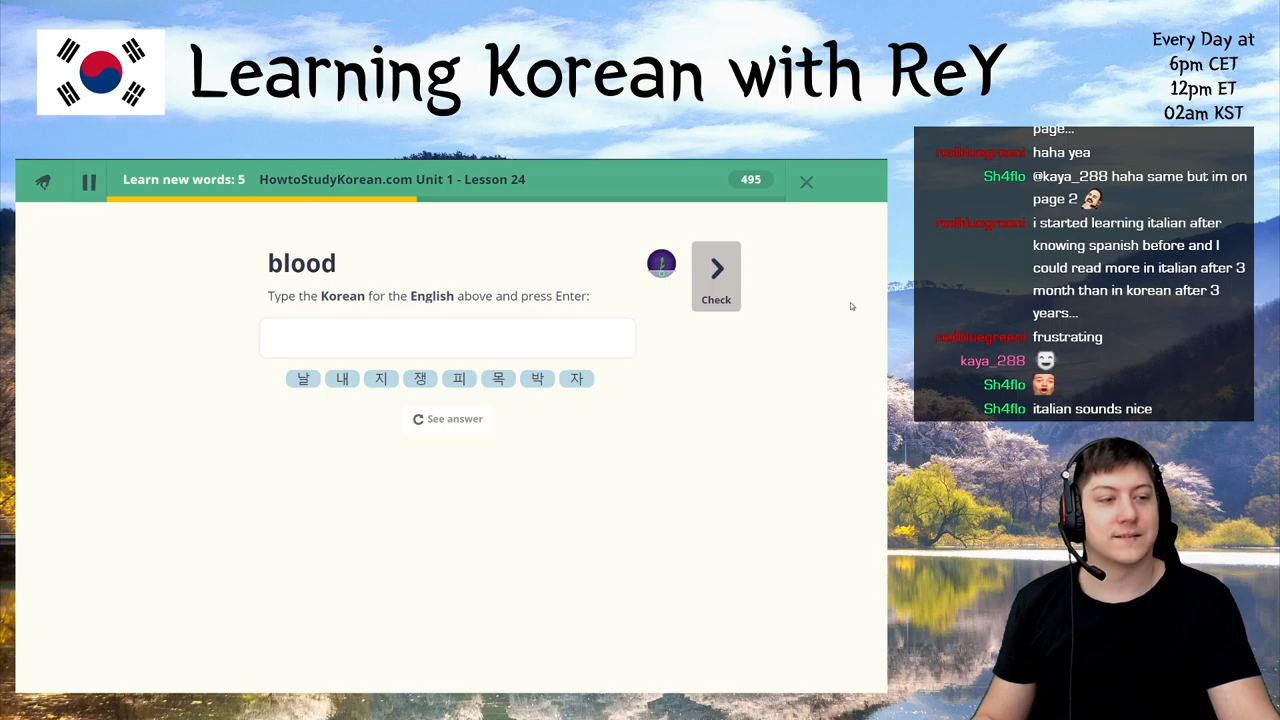 Learning Korean with ReY
Every Day at
6pm CET
12pm ET
02am KST
Learn new words: 5 HowtoStudyKorean.com Unit 1 - Lesson 24 495
blood
Type the Korean for the English above and press Enter:
Check
날 내 지 쟁 피 목 박 자
See answer
page...
redbluegreeni haha yea
Sh4flo @kaya_288 haha same but im on
page 2
redbluegreeni i started learning italian after
knowing spanish before and I
could read more in italian after 3
month than in korean after 3
years...
redbluegreeni frustrating
kaya_288
Sh4flo
Sh4flo italian sounds nice